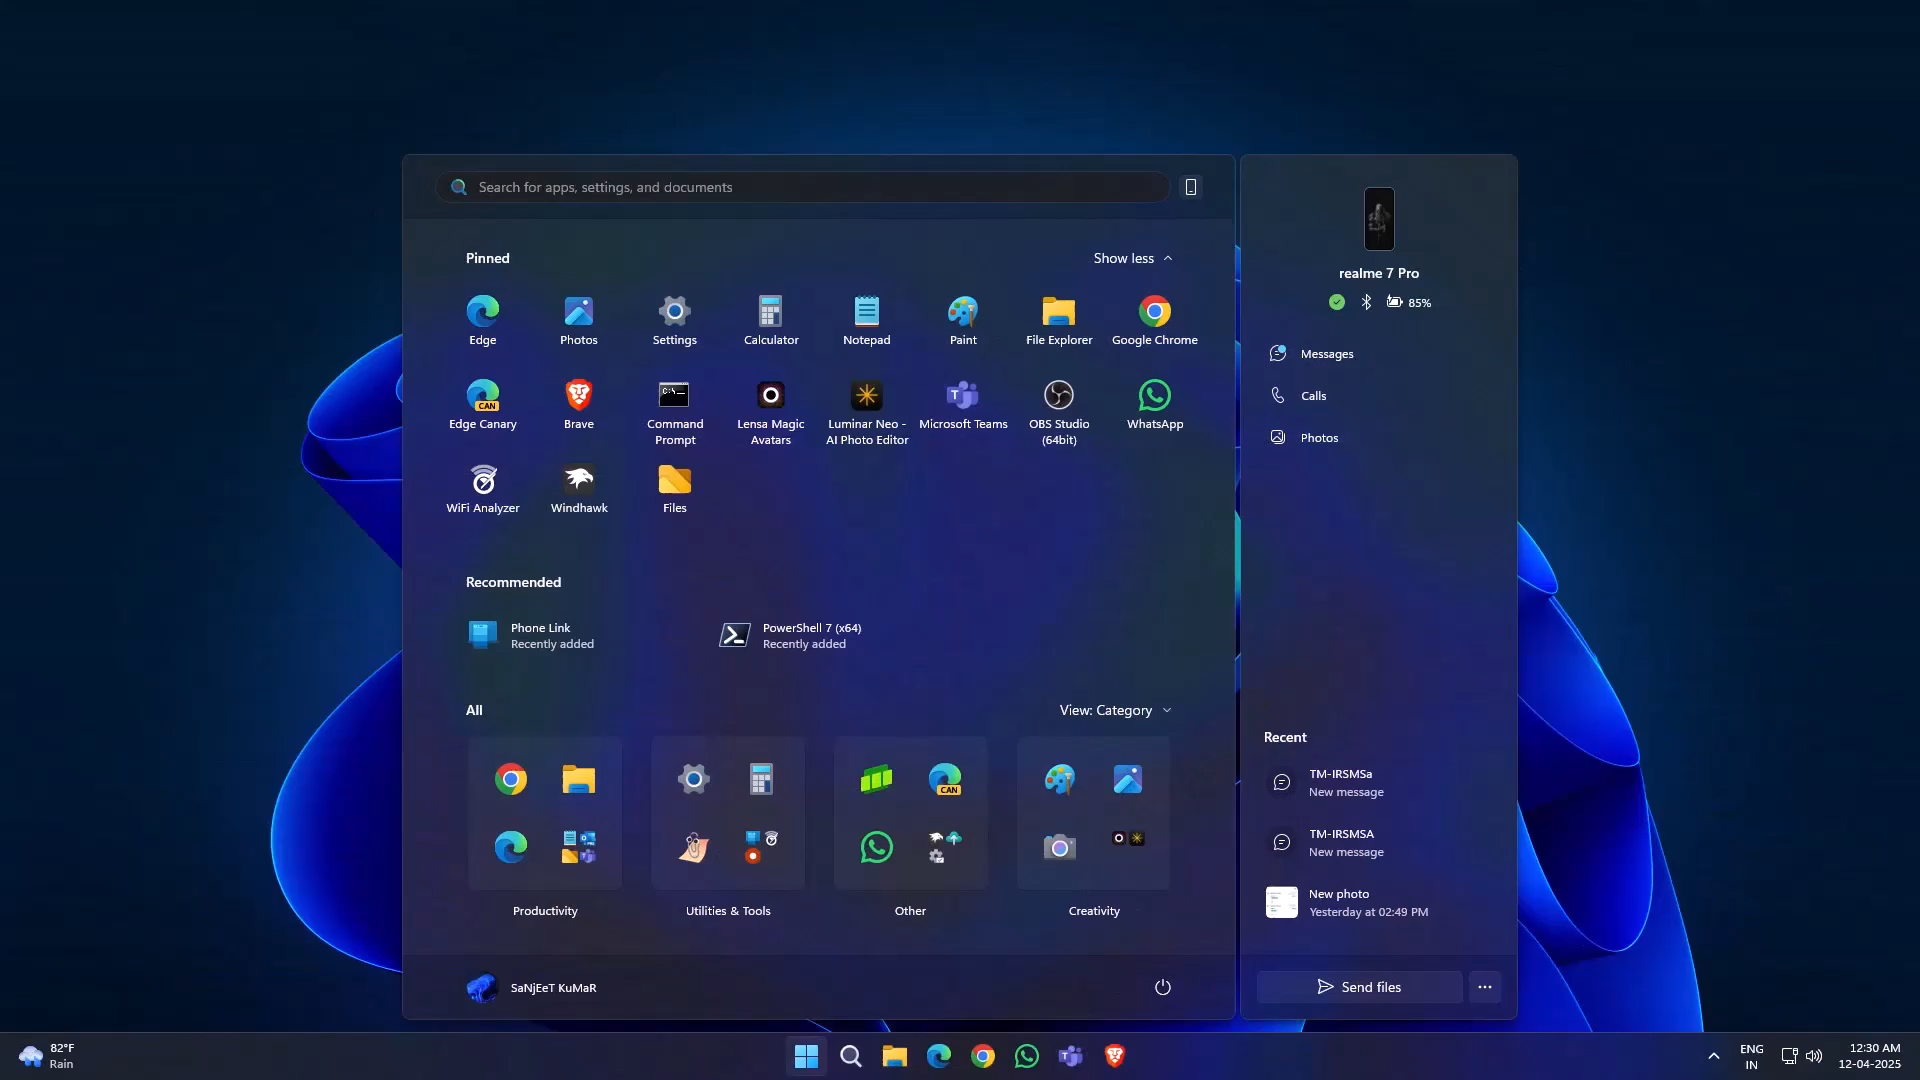 Search for apps, settings, and documents
Pinned
Show less
Edge
Photos
Settings
Calculator
Notepad
Paint
File Explorer
Google Chrome
CAN
C:\_
T
Edge Canary
Brave
Command
Prompt
Lensa Magic
Avatars
Luminar Neo -
AI Photo Editor
Microsoft Teams
OBS Studio
(64bit)
WhatsApp
WiFi Analyzer
Windhawk
Files
Recommended
Phone Link
Recently added
PowerShell 7 (x64)
Recently added
All
View: Category
CAN
Productivity
Utilities & Tools
Other
Creativity
SaNjEeT KuMaR
realme 7 Pro
85%
Messages
Calls
Photos
Recent
TM-IRSMSa
New message
TM-IRSMSA
New message
New photo
Yesterday at 02:49 PM
Send files
82°F
Rain
T
ENG
IN
12:30 AM
12-04-2025